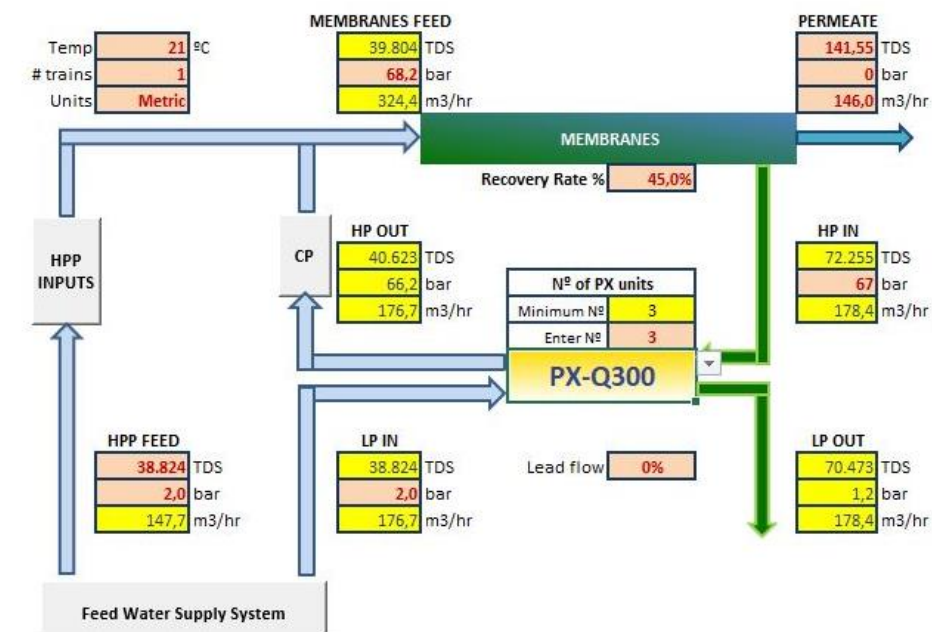 MEMBRANES FEED
PERMEATE
Temp 21 ºC
39.804 TDS
141,55 TDS
# trains 1
68,2 bar
0 bar
Units Metric
324,4 m3/hr
146,0 m3/hr
MEMBRANES
Recovery Rate % 45,0%
HPP INPUTS
CP
HP OUT
40.623 TDS
66,2 bar
176,7 m3/hr
Nº of PX units
Minimum Nº 3
Enter Nº 3
PX-Q300
HP IN
72.255 TDS
67 bar
178,4 m3/hr
HPP FEED
38.824 TDS
2,0 bar
147,7 m3/hr
LP IN
38.824 TDS
2,0 bar
176,7 m3/hr
Lead flow 0%
LP OUT
70.473 TDS
1,2 bar
178,4 m3/hr
Feed Water Supply System